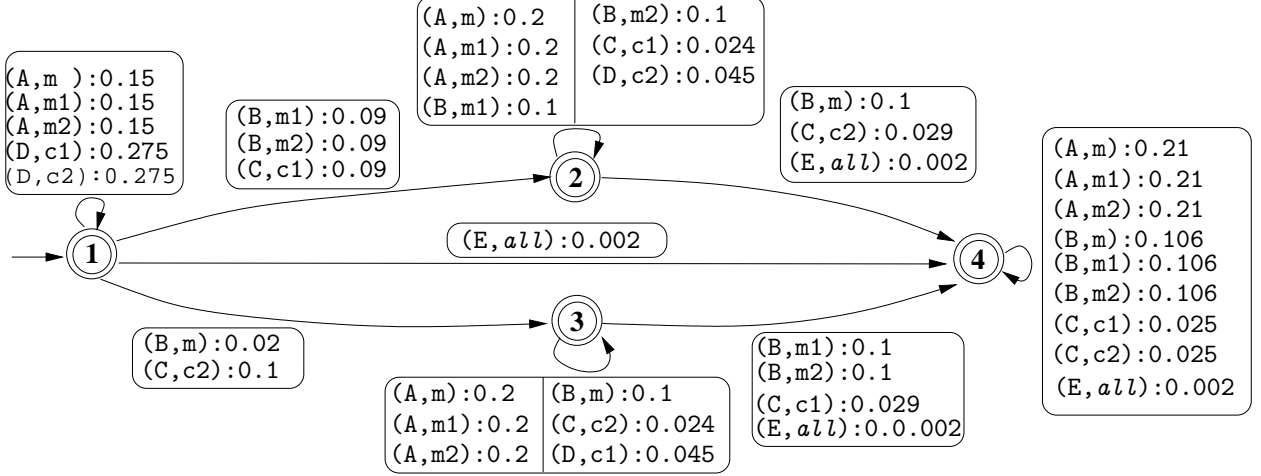 (A,m ):0.15
(A,m1):0.15
(A,m2):0.15
(D,c1):0.275
(D,c2):0.275
(B,m1):0.09
(B,m2):0.09
(C,c1):0.09
(A,m):0.2
(A,m1):0.2
(A,m2):0.2
(B,m1):0.1
(B,m2):0.1
(C,c1):0.024
(D,c2):0.045
(B,m):0.1
(C,c2):0.029
(E,all):0.002
(A,m):0.21
(A,m1):0.21
(A,m2):0.21
(B,m):0.106
(B,m1):0.106
(B,m2):0.106
(C,c1):0.025
(C,c2):0.025
(E,all):0.002
1
2
(E,all):0.002
4
3
(B,m):0.02
(C,c2):0.1
(A,m):0.2
(A,m1):0.2
(A,m2):0.2
(B,m):0.1
(C,c2):0.024
(D,c1):0.045
(B,m1):0.1
(B,m2):0.1
(C,c1):0.029
(E,all):0.0.002